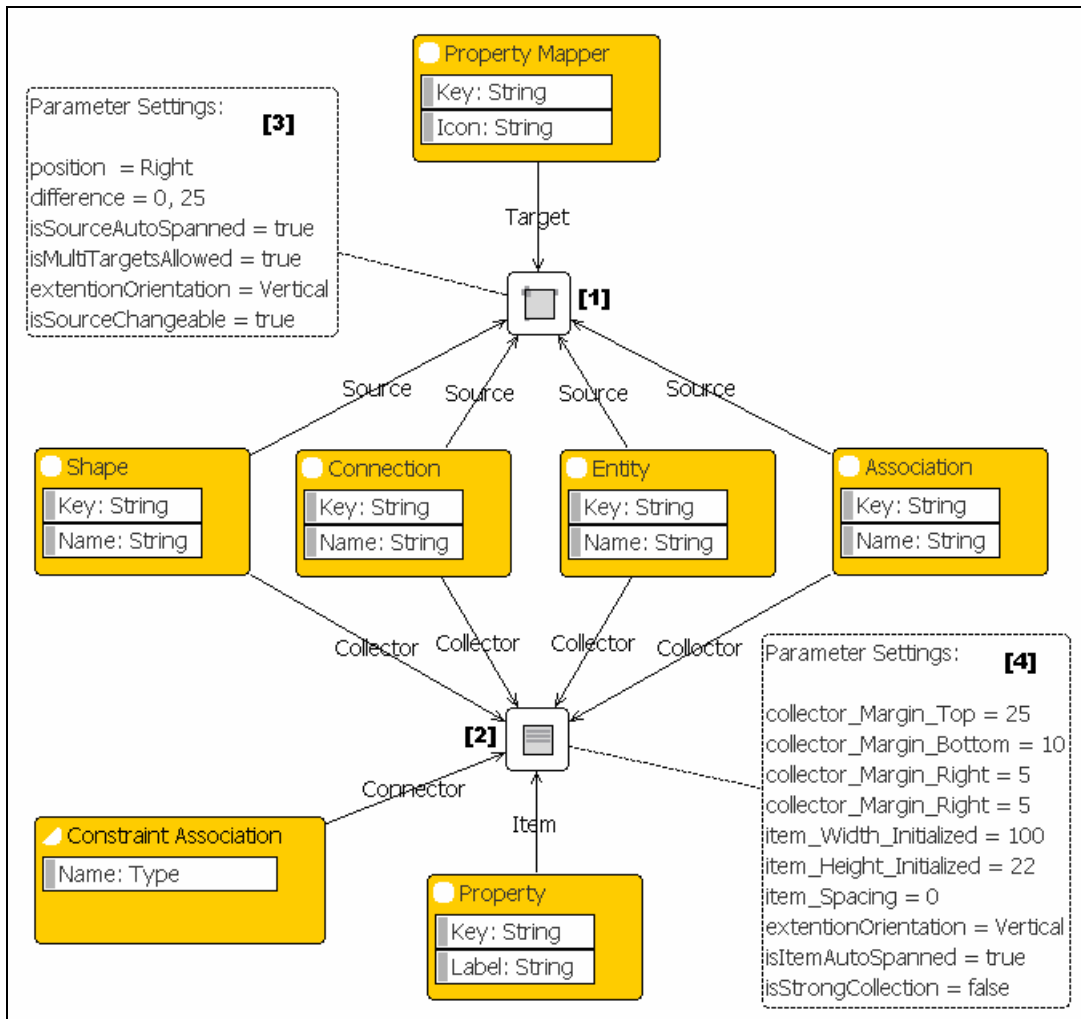 Property Mapper
Key: String
Icon: String
Parameter Settings:
[3]
position = Right
difference = 0, 25
isSourceAutoSpanned = true
isMultiTargetsAllowed = true
extentionOrientation = Vertical
isSourceChangeable = true
Target
[1]
Source
Source
Source
Source
Shape
Key: String
Name: String
Connection
Key: String
Name: String
Entity
Key: String
Name: String
Association
Key: String
Name: String
Collector
Collector
Collector
Coloctor
[2]
Parameter Settings:
[4]
collector_Margin_Top = 25
collector_Margin_Bottom = 10
collector_Margin_Right = 5
collector_Margin_Right = 5
item_Width_Initialized = 100
item_Height_Initialized = 22
item_Spacing = 0
extentionOrientation = Vertical
isItemAutoSpanned = true
isStrongCollection = false
Connector
Item
Constraint Association
Name: Type
Property
Key: String
Label: String